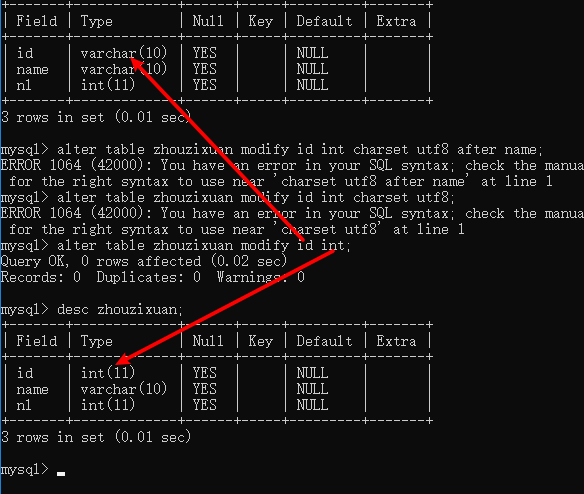 | Field | Type | Null | Key | Default | Extra |
| id | varchar(10) | YES | | NULL | |
| name | varchar(10) | YES | | NULL | |
| nl | int(11) | YES | | NULL | |
3 rows in set (0.01 sec)
mysql> alter table zhouzixuan modify id int charset utf8 after name;
ERROR 1064 (42000): You have an error in your SQL syntax; check the manua
for the right syntax to use near 'charset utf8 after name' at line 1
mysql> alter table zhouzixuan modify id int charset utf8;
ERROR 1064 (42000): You have an error in your SQL syntax; check the manua
for the right syntax to use near 'charset utf8' at line 1
mysql> alter table zhouzixuan modify id int;
Query OK, 0 rows affected (0.02 sec)
Records: 0 Duplicates: 0 Warnings: 0
mysql> desc zhouzixuan;
| Field | Type | Null | Key | Default | Extra |
| id | int(11) | YES | | NULL | |
| name | varchar(10) | YES | | NULL | |
| nl | int(11) | YES | | NULL | |
3 rows in set (0.01 sec)
mysql>